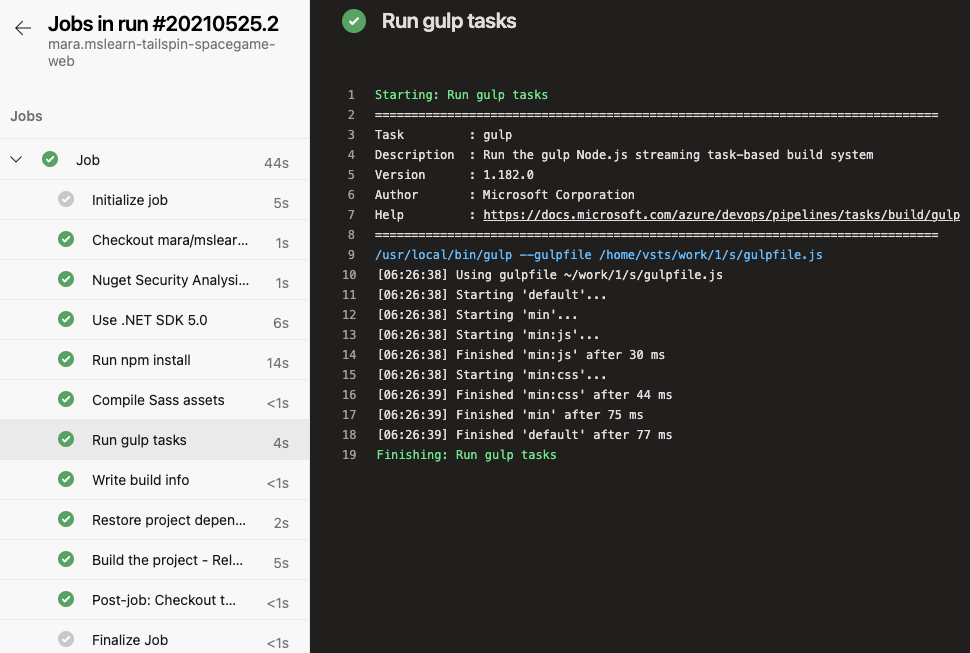 Jobs in run #20210525.2
mara.mslearn-tailspin-spacegame-
web
Jobs
Job 44s
Initialize job 5s
Checkout mara/mslear... 1s
Nuget Security Analysi... 1s
Use .NET SDK 5.0 6s
Run npm install 14s
Compile Sass assets <1s
Run gulp tasks 4s
Write build info <1s
Restore project depen... 2s
Build the project - Rel... 5s
Post-job: Checkout t... <1s
Finalize Job <1s
Run gulp tasks
1 Starting: Run gulp tasks
2 ==============================================================================
3 Task : gulp
4 Description : Run the gulp Node.js streaming task-based build system
5 Version : 1.182.0
6 Author : Microsoft Corporation
7 Help : https://docs.microsoft.com/azure/devops/pipelines/tasks/build/gulp
8 ==============================================================================
9 /usr/local/bin/gulp --gulpfile /home/vsts/work/1/s/gulpfile.js
10 [06:26:38] Using gulpfile ~/work/1/s/gulpfile.js
11 [06:26:38] Starting 'default'...
12 [06:26:38] Starting 'min'...
13 [06:26:38] Starting 'min:js'...
14 [06:26:38] Finished 'min:js' after 30 ms
15 [06:26:38] Starting 'min:css'...
16 [06:26:39] Finished 'min:css' after 44 ms
17 [06:26:39] Finished 'min' after 75 ms
18 [06:26:39] Finished 'default' after 77 ms
19 Finishing: Run gulp tasks